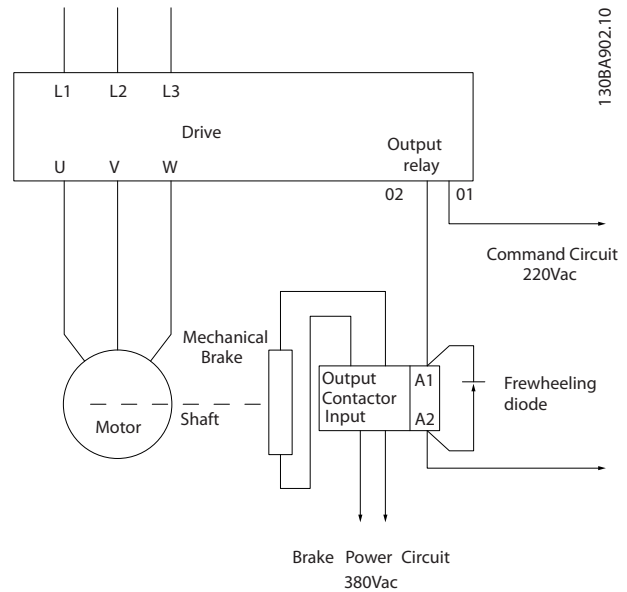 130BA902.10
L1 L2 L3
Drive
Output
relay
U V W
02 01
Command Circuit
220Vac
Mechanical
Brake
Output
Contactor
Input
A1
A2
Frewheeling
diode
Shaft
Motor
Brake Power Circuit
380Vac